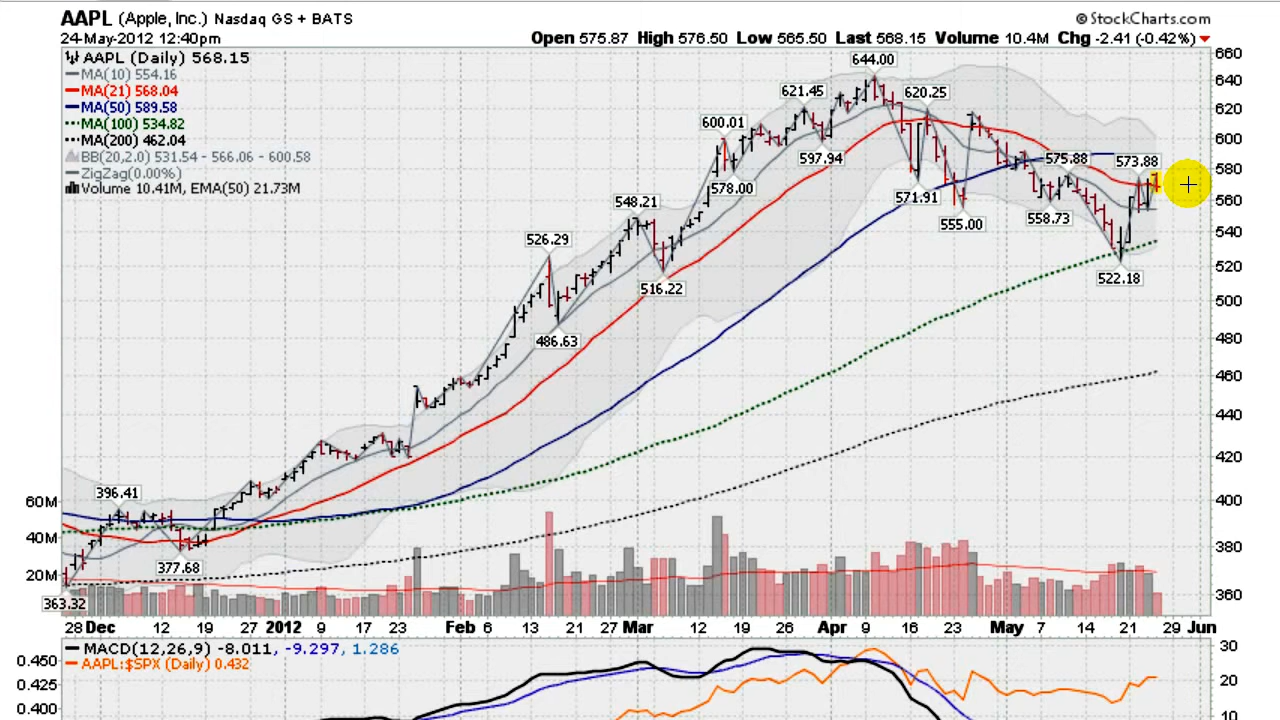 AAPL (Apple, Inc.) Nasdaq GS + BATS
© StockCharts.com
24-May-2012 12:40pm
Open 575.87 High 576.50 Low 565.50 Last 568.15 Volume 10.4M Chg -2.41 (-0.42%)
AAPL (Daily) 568.15
MA(10) 554.16
MA(21) 568.04
MA(50) 589.58
MA(100) 534.82
MA(200) 462.04
BB(20,2.0) 531.54 - 566.06 - 600.58
ZigZag(0.00%)
Volume 10.41M, EMA(50) 21.73M
644.00
621.45
620.25
600.01
597.94
575.88
573.88
578.00
571.91
548.21
555.00
558.73
526.29
522.18
516.22
486.63
396.41
377.68
363.32
660
640
620
600
580
560
540
520
500
480
460
440
420
400
380
360
60M
40M
20M
28 Dec 12 19 27 2012 9 17 23 Feb 6 13 21 27 Mar 12 19 26 Apr 9 16 23 May 7 14 21 29 Jun
MACD(12,26,9) -8.011, -9.297, 1.286
AAPL:$SPX (Daily) 0.432
0.450
0.425
0.400
30
20
10